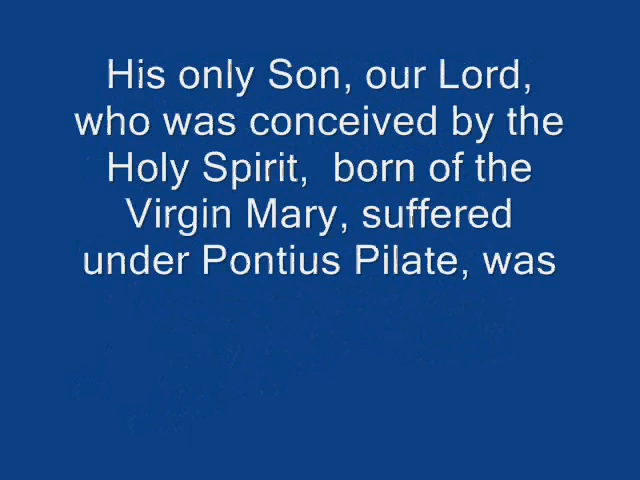 His only Son, our Lord,
who was conceived by the
Holy Spirit,  born of the
Virgin Mary, suffered
under Pontius Pilate, was